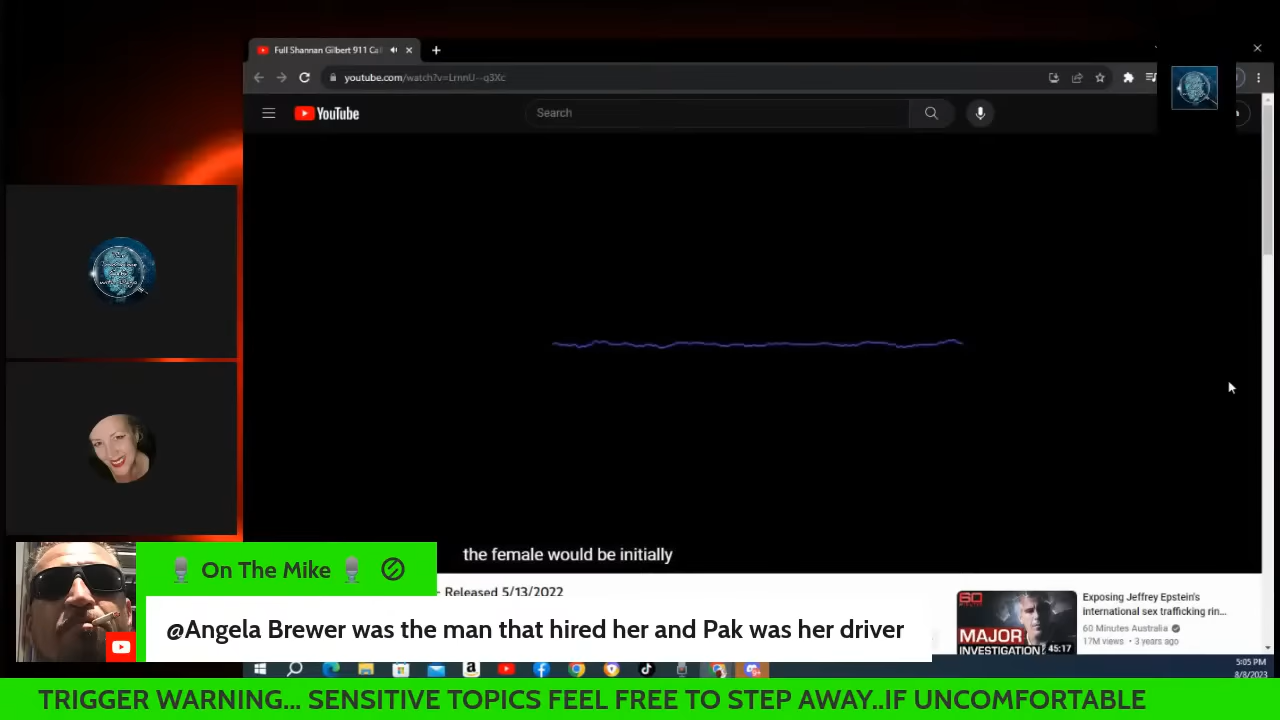 Full Shannan Gilbert 911 Cal
youtube.com/watch?v=LrnnU--q3Xc
YouTube
Search
the female would be initially
- Released 5/13/2022
Exposing Jeffrey Epstein's
international sex trafficking rin...
60 Minutes Australia
17M views • 3 years ago
60
MAJOR
INVESTIGATION
45:17
On The Mike
@Angela Brewer was the man that hired her and Pak was her driver
5:05 PM
8/8/2023
TRIGGER WARNING... SENSITIVE TOPICS FEEL FREE TO STEP AWAY..IF UNCOMFORTABLE